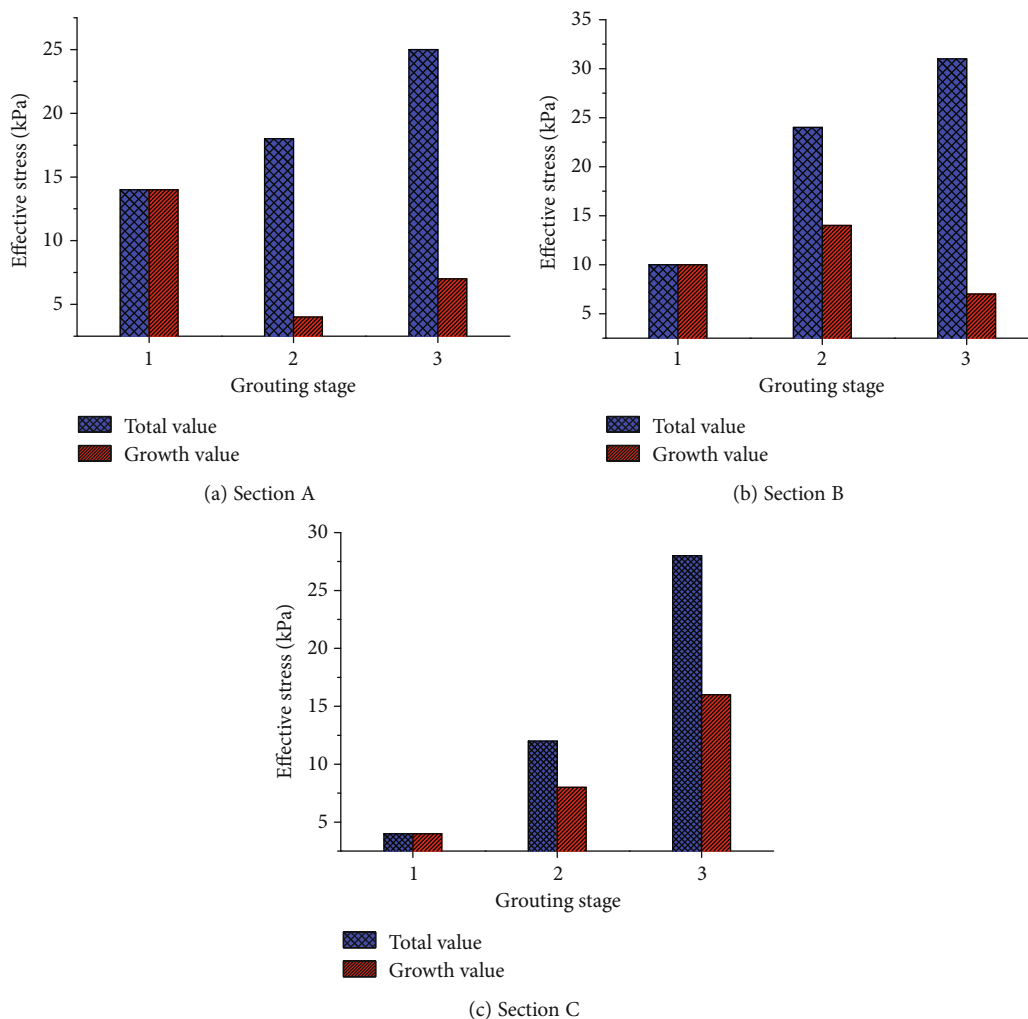 Effective stress (kPa)
25
20
15
10
5
1 2 3
Grouting stage
Total value
Growth value
(a) Section A
Effective stress (kPa)
35
30
25
20
15
10
5
1 2 3
Grouting stage
Total value
Growth value
(b) Section B
Effective stress (kPa)
30
25
20
15
10
5
1 2 3
Grouting stage
Total value
Growth value
(c) Section C